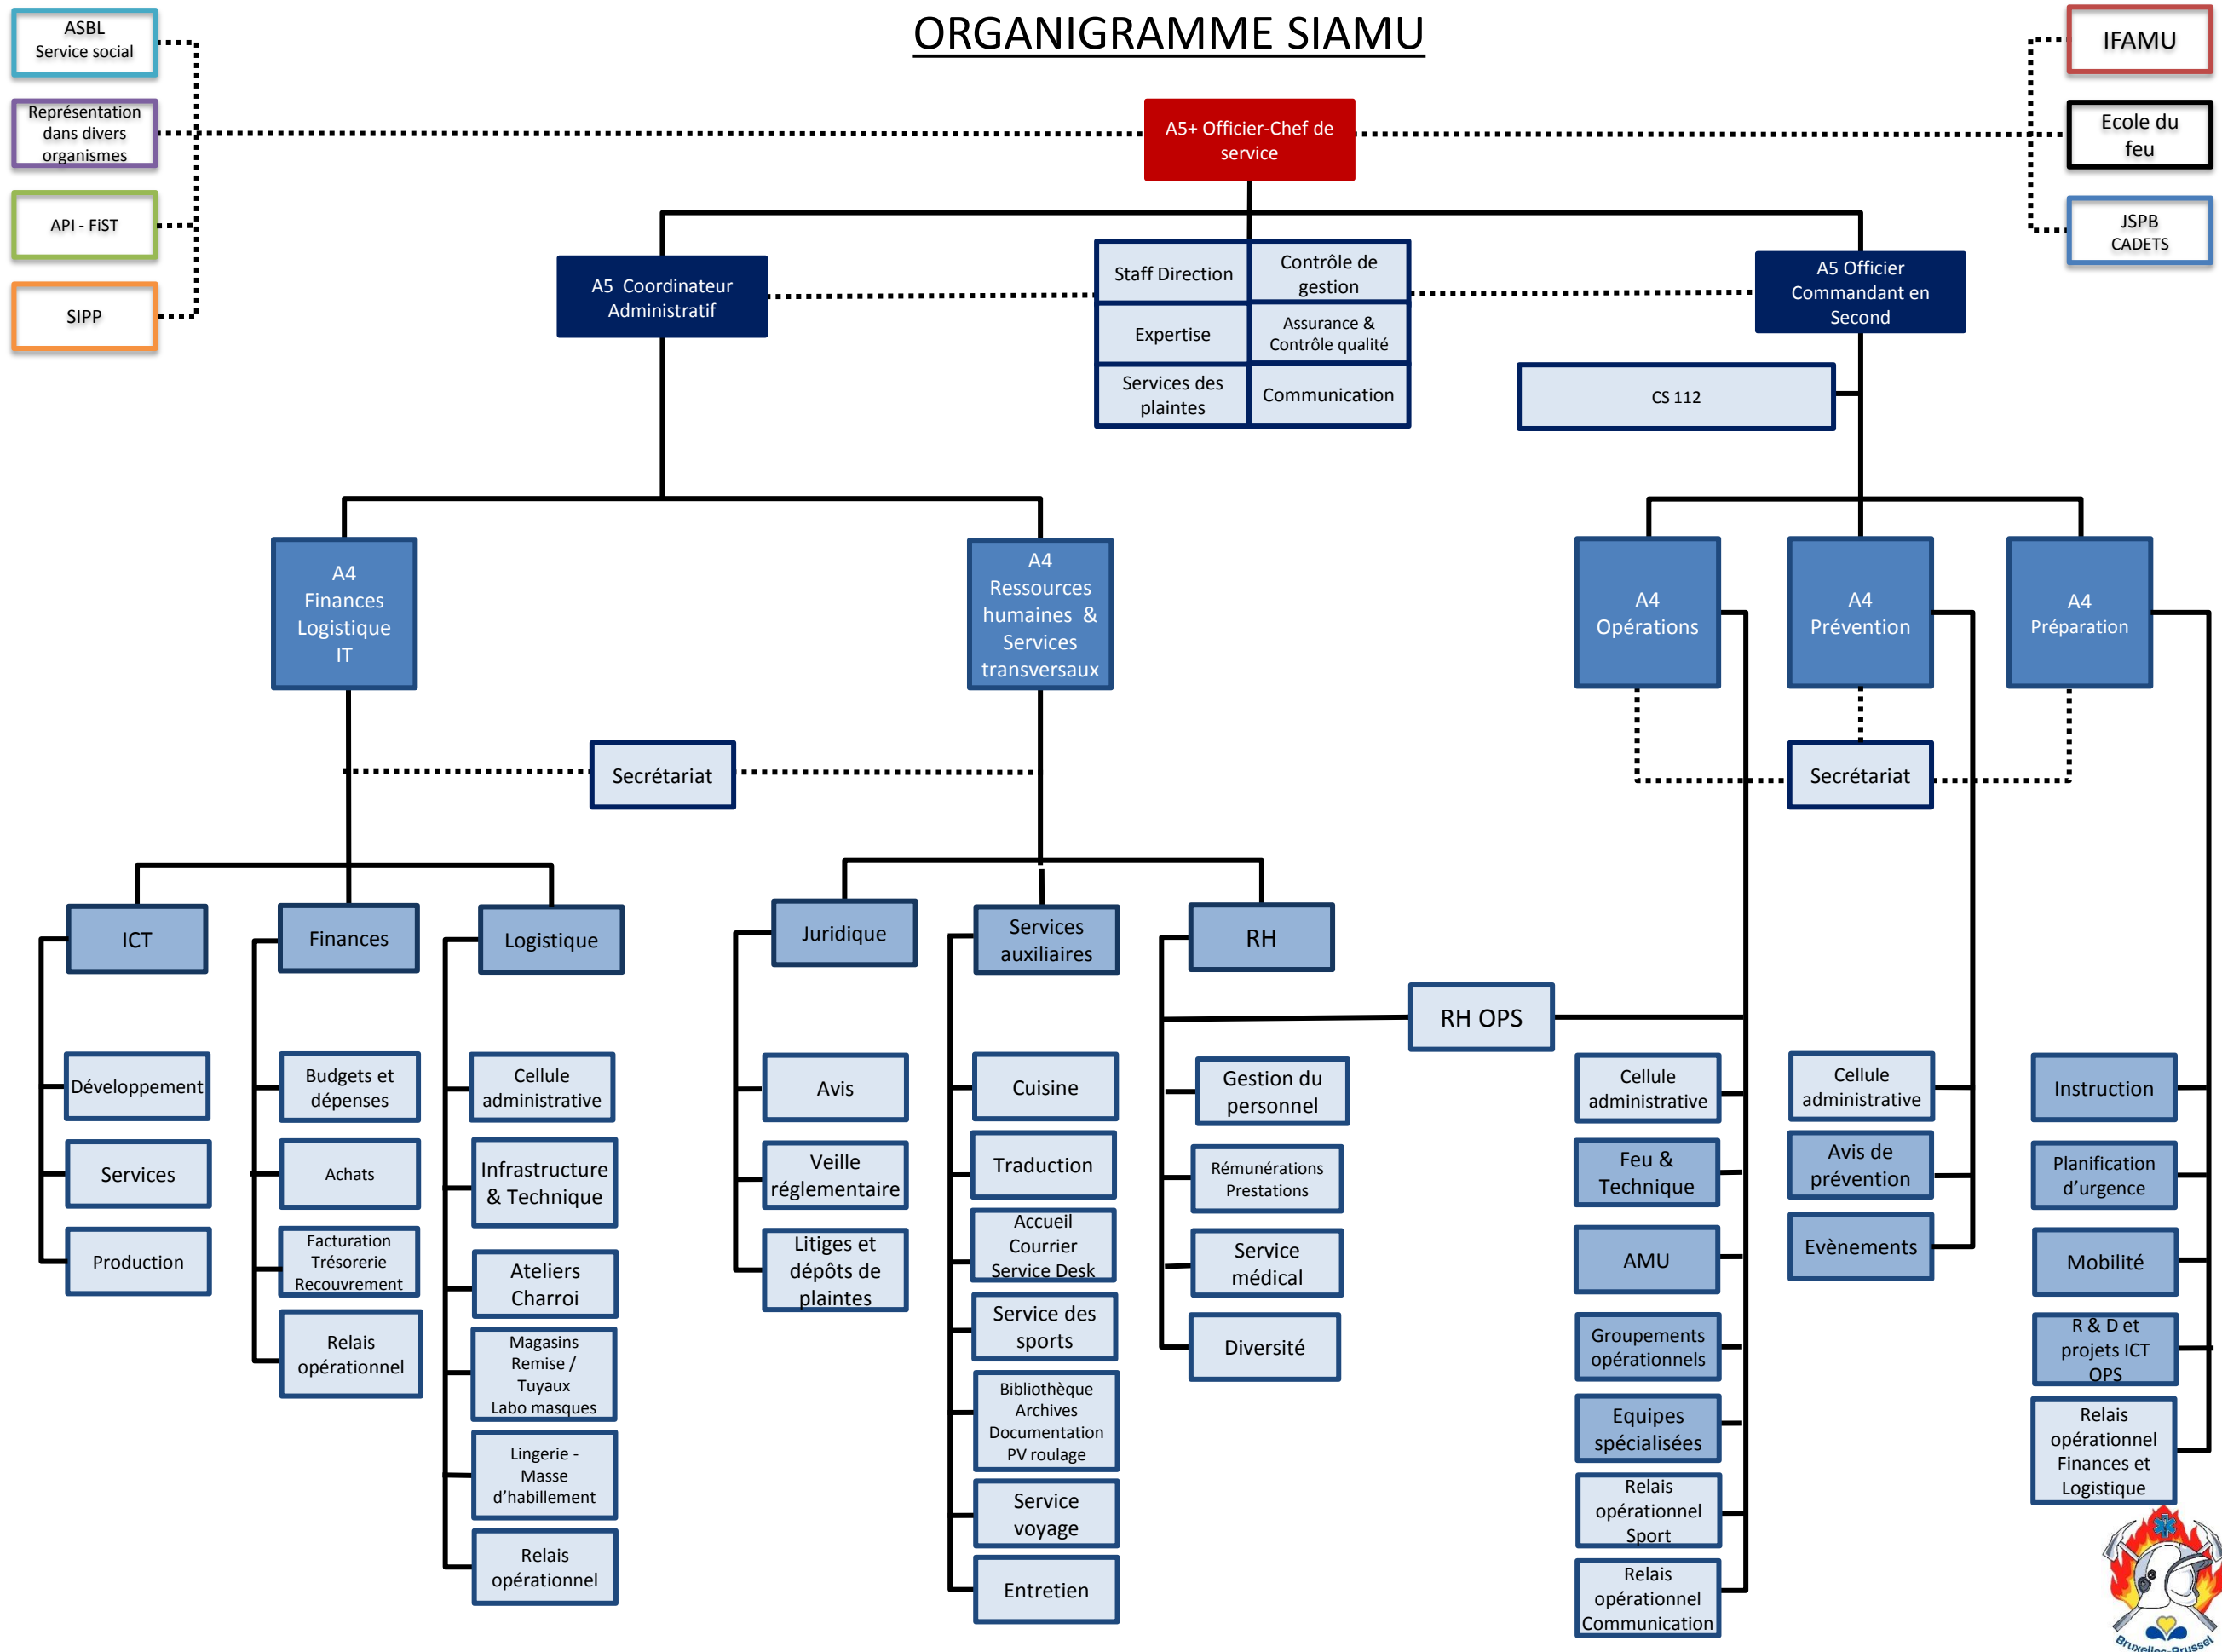 ORGANIGRAMME SIAMU
ASBL
Service social
Représentation
dans divers
organismes
API - FiST
SIPP
IFAMU
Ecole du
feu
JSPB
CADETS
A5+ Officier-Chef de
service
A5 Coordinateur
Administratif
Staff Direction
Contrôle de
gestion
Expertise
Assurance &
Contrôle qualité
Services des
plaintes
Communication
A5 Officier
Commandant en
Second
CS 112
A4
Finances
Logistique
IT
A4
Ressources
humaines &
Services
transversaux
A4
Opérations
A4
Prévention
A4
Préparation
Secrétariat
Secrétariat
ICT
Finances
Logistique
Juridique
Services
auxiliaires
RH
RH OPS
Développement
Services
Production
Budgets et
dépenses
Achats
Facturation
Trésorerie
Recouvrement
Relais
opérationnel
Cellule
administrative
Infrastructure
& Technique
Ateliers
Charroi
Magasins
Remise /
Tuyaux
Labo masques
Lingerie -
Masse
d’habillement
Relais
opérationnel
Avis
Veille
réglementaire
Litiges et
dépôts de
plaintes
Cuisine
Traduction
Accueil
Courrier
Service Desk
Service des
sports
Bibliothèque
Archives
Documentation
PV roulage
Service
voyage
Entretien
Gestion du
personnel
Rémunérations
Prestations
Service
médical
Diversité
Cellule
administrative
Feu &
Technique
AMU
Groupements
opérationnels
Equipes
spécialisées
Relais
opérationnel
Sport
Relais
opérationnel
Communication
Cellule
administrative
Avis de
prévention
Evènements
Instruction
Planification
d’urgence
Mobilité
R & D et
projets ICT
OPS
Relais
opérationnel
Finances et
Logistique
Bruxelles-Brussel